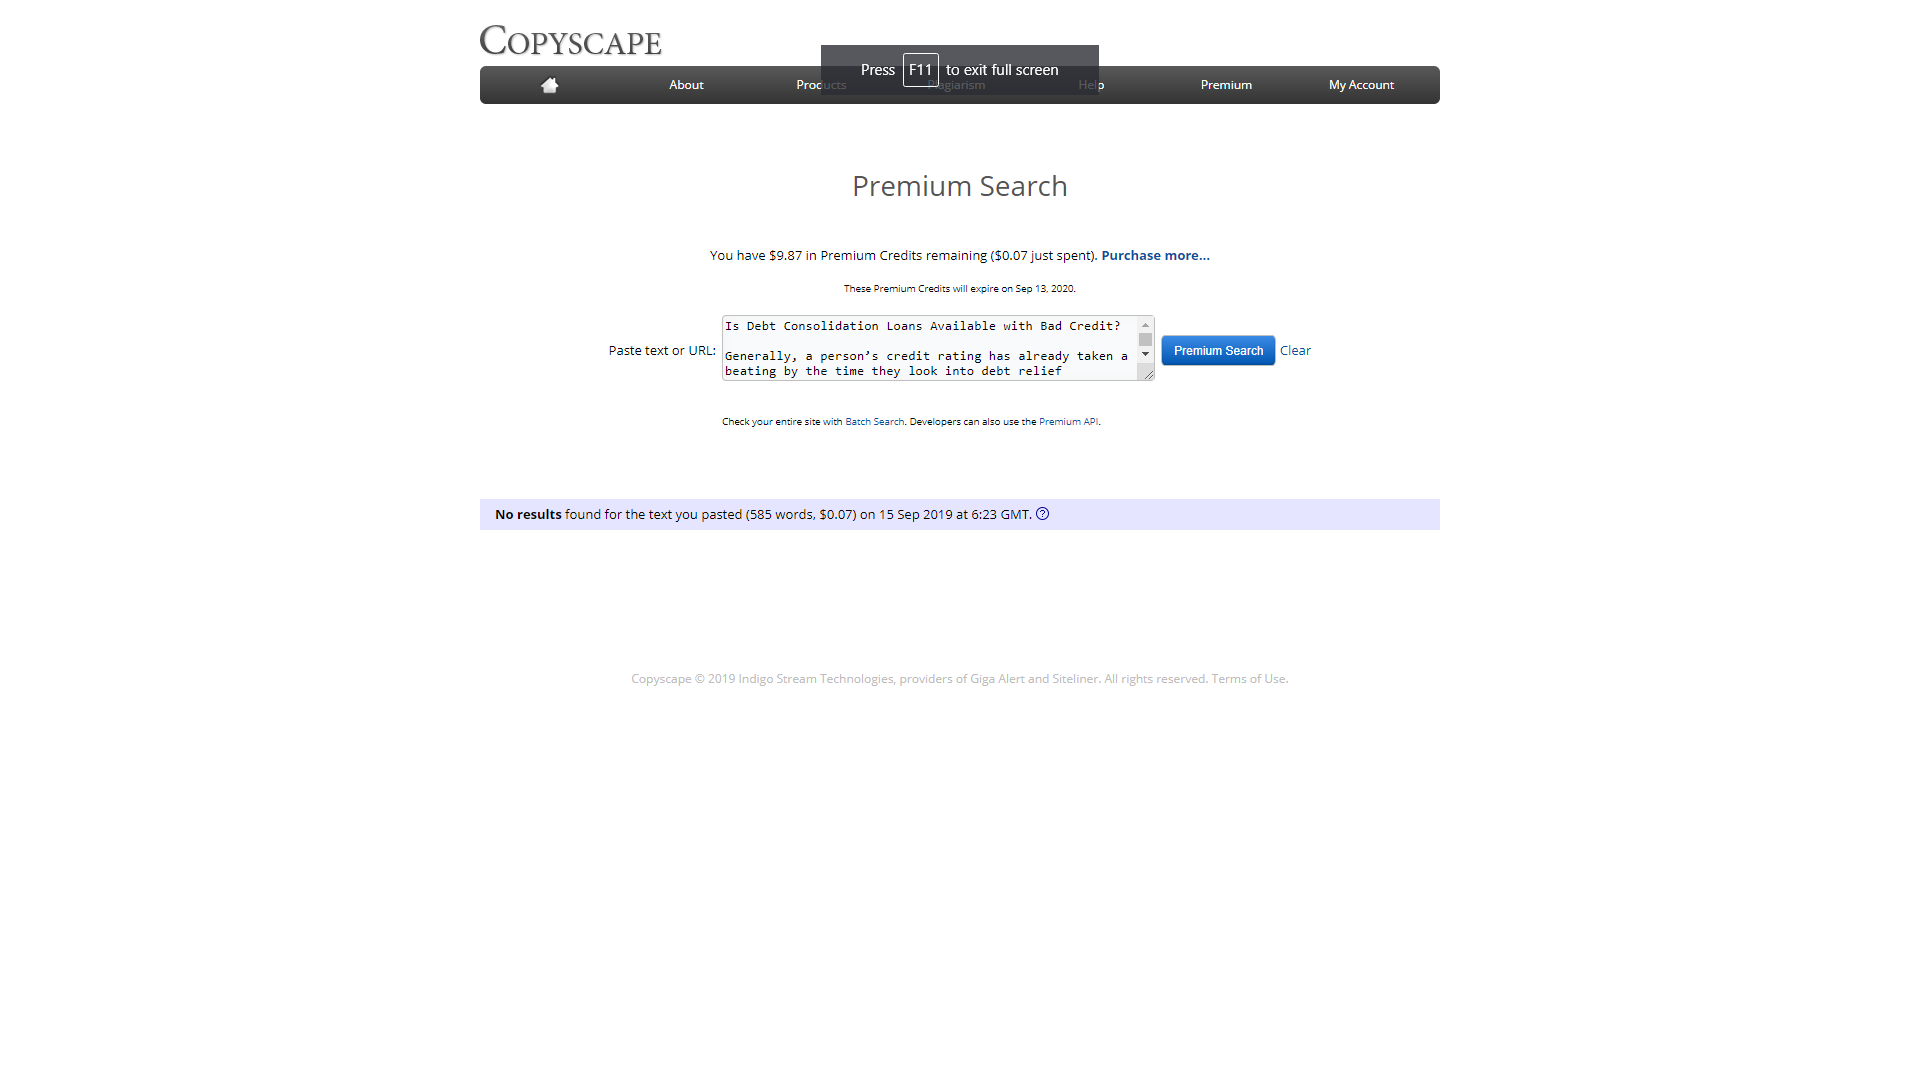 COPYSCAPE
Press F11 to exit full screen
About Products Plagiarism Help Premium My Account
Premium Search
You have $9.87 in Premium Credits remaining ($0.07 just spent). Purchase more...
These Premium Credits will expire on Sep 13, 2020.
Is Debt Consolidation Loans Available with Bad Credit?
Generally, a person’s credit rating has already taken a
beating by the time they look into debt relief
Paste text or URL:
Premium Search Clear
Check your entire site with Batch Search. Developers can also use the Premium API.
No results found for the text you pasted (585 words, $0.07) on 15 Sep 2019 at 6:23 GMT. ?
Copyscape © 2019 Indigo Stream Technologies, providers of Giga Alert and Siteliner. All rights reserved. Terms of Use.